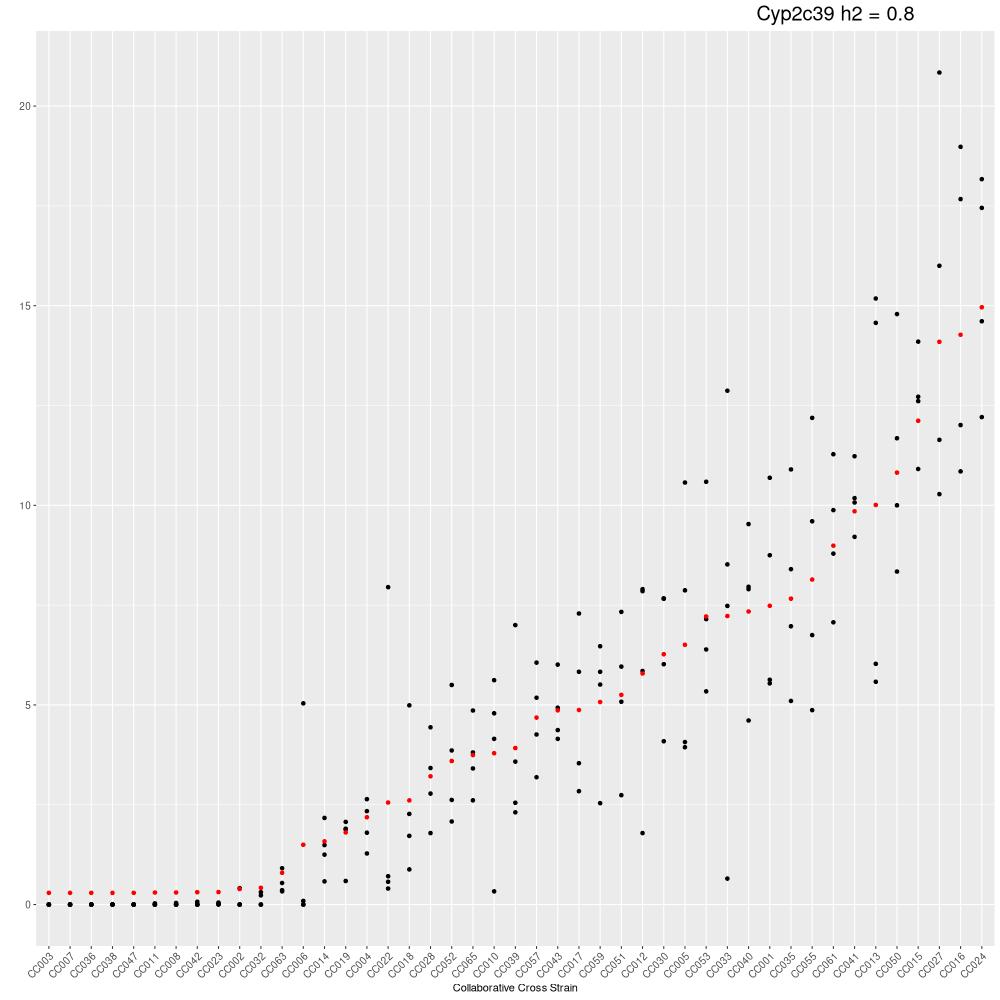 Cyp2c39 h2 = 0.8
20
15
10
5
0
CC003 CC007 CC036 CC038 CC047 CC011 CC008 CC042 CC023 CC002 CC032 CC063 CC006 CC014 CC019 CC004 CC022 CC018 CC028 CC052 CC065 CC010 CC039 CC057 CC043 CC017 CC059 CC051 CC012 CC030 CC005 CC053 CC033 CC040 CC001 CC035 CC055 CC061 CC041 CC013 CC050 CC015 CC027 CC016 CC024
Collaborative Cross Strain